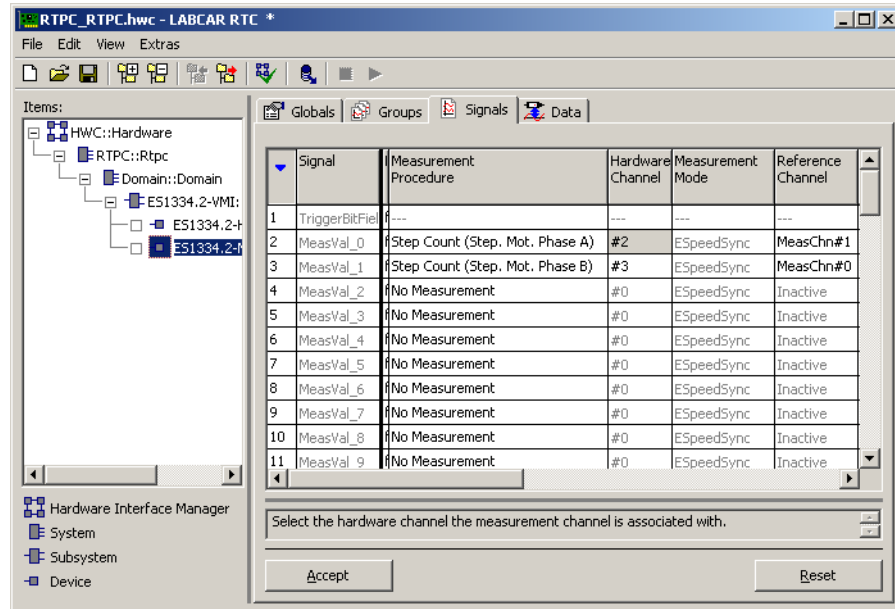 RTPC_RTPC.hwc - LABCAR RTC *
File Edit View Extras
Items:
HWC::Hardware
RTPC::Rtpc
Domain::Domain
ES1334.2-VMI:
ES1334.2-H
ES1334.2-M
Hardware Interface Manager
System
Subsystem
Device
Globals Groups Signals Data
Signal Measurement Procedure Hardware Channel Measurement Mode Reference Channel
1 TriggerBitFiel f --- --- --- ---
2 MeasVal_0 f Step Count (Step. Mot. Phase A) #2 ESpeedSync MeasChn#1
3 MeasVal_1 f Step Count (Step. Mot. Phase B) #3 ESpeedSync MeasChn#0
4 MeasVal_2 f No Measurement #0 ESpeedSync Inactive
5 MeasVal_3 f No Measurement #0 ESpeedSync Inactive
6 MeasVal_4 f No Measurement #0 ESpeedSync Inactive
7 MeasVal_5 f No Measurement #0 ESpeedSync Inactive
8 MeasVal_6 f No Measurement #0 ESpeedSync Inactive
9 MeasVal_7 f No Measurement #0 ESpeedSync Inactive
10 MeasVal_8 f No Measurement #0 ESpeedSync Inactive
11 MeasVal_9 f No Measurement #0 ESpeedSync Inactive
Select the hardware channel the measurement channel is associated with.
Accept Reset